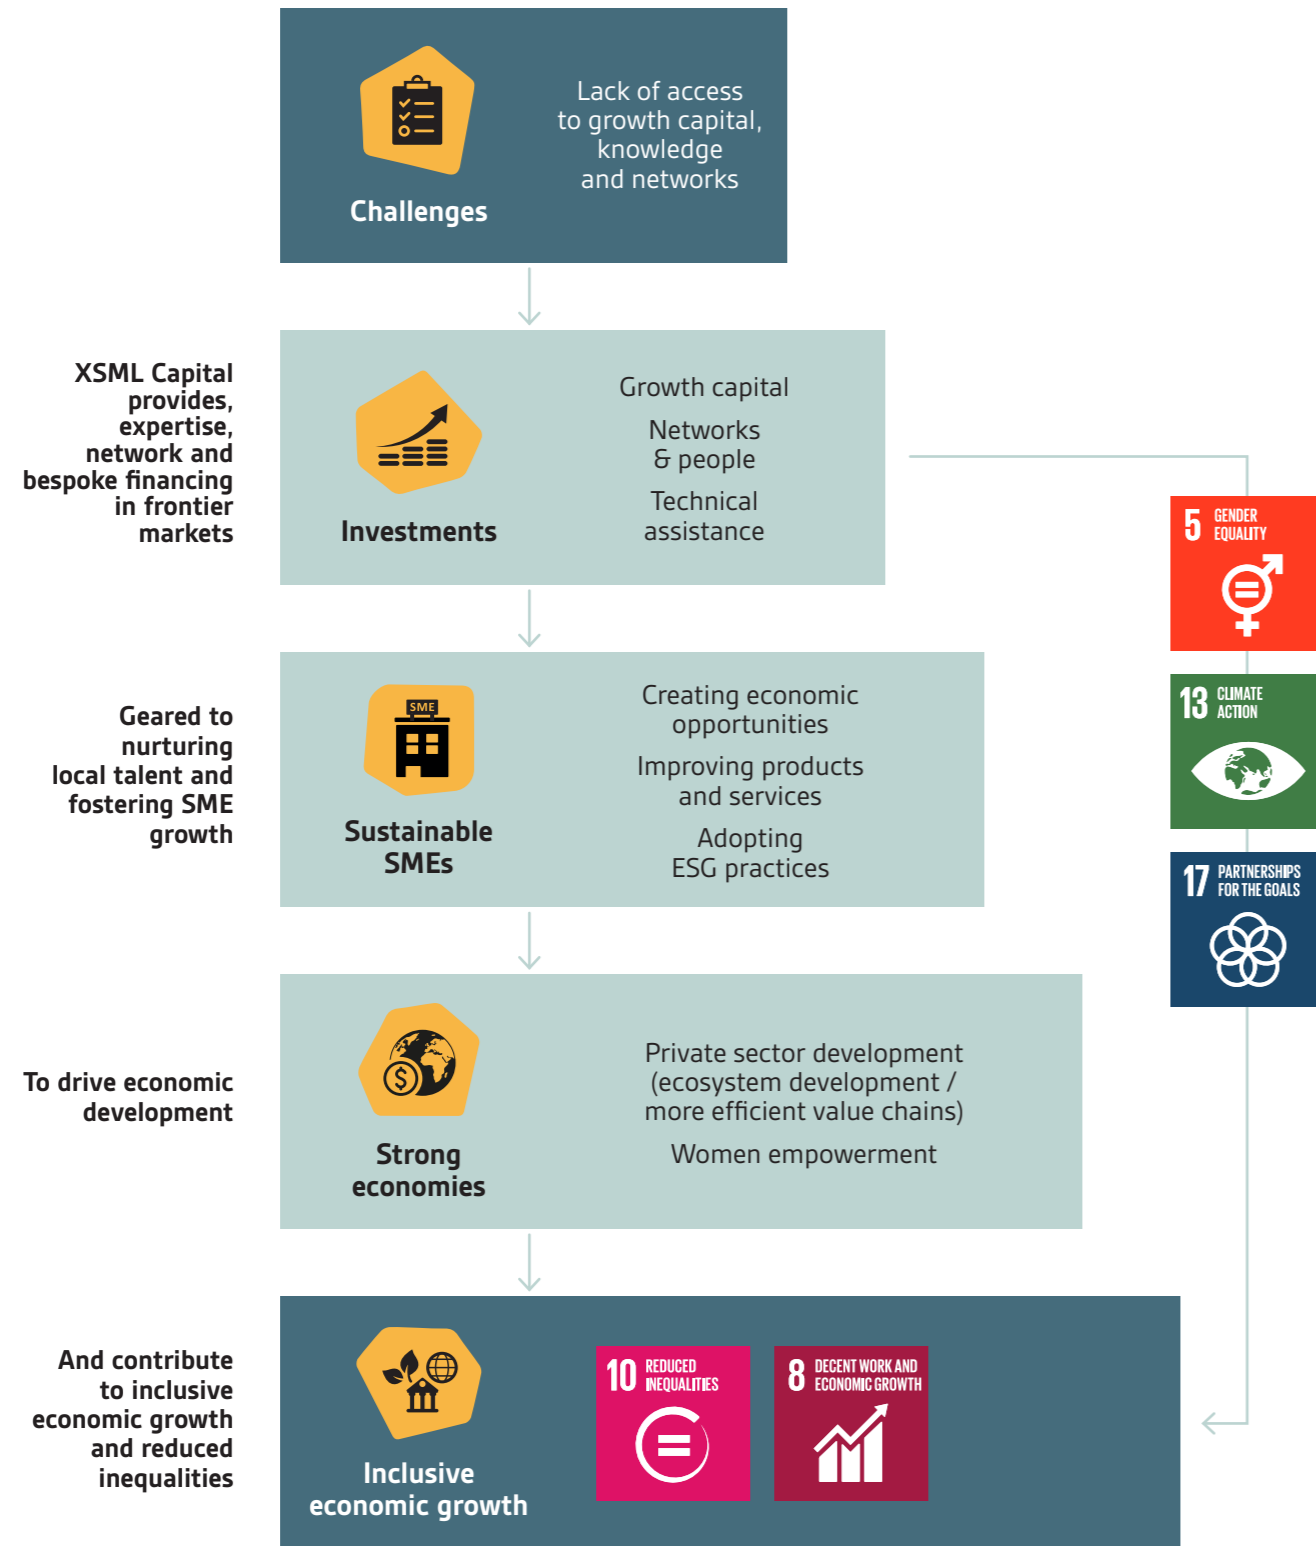 Lack of access
to growth capital,
knowledge
and networks
Challenges
XSML Capital
provides,
expertise,
network and
bespoke financing
in frontier
markets
Growth capital
Networks
& people
Technical
assistance
Investments
5 GENDER
EQUALITY
Geared to
nurturing
local talent and
fostering SME
growth
SME
Sustainable
SMEs
Creating economic
opportunities
Improving products
and services
Adopting
ESG practices
13 CLIMATE
ACTION
17 PARTNERSHIPS
FOR THE GOALS
To drive economic
development
$
Strong
economies
Private sector development
(ecosystem development /
more efficient value chains)
Women empowerment
And contribute
to inclusive
economic growth
and reduced
inequalities
Inclusive
economic growth
10 REDUCED
INEQUALITIES
8 DECENT WORK AND
ECONOMIC GROWTH